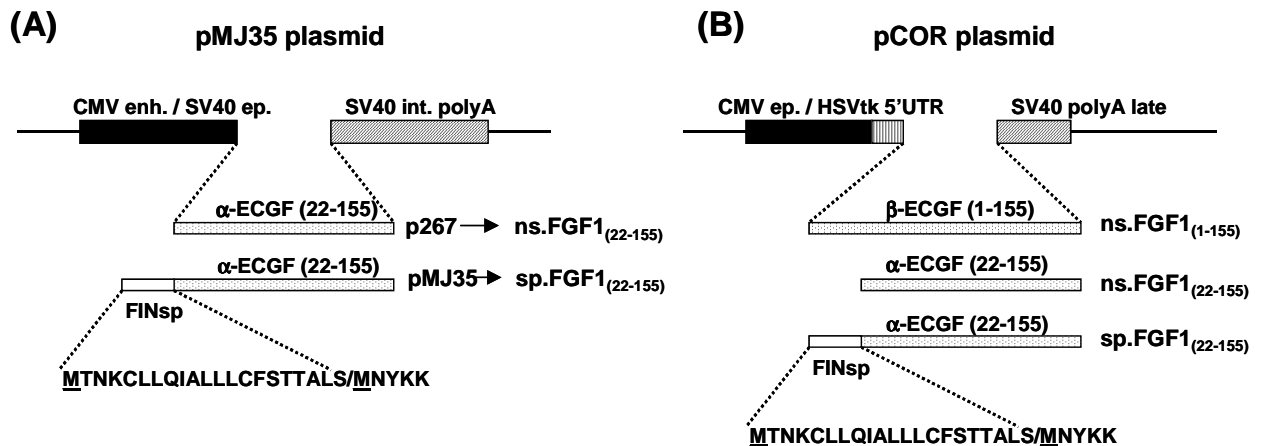 (A)
pMJ35 plasmid
CMV enh. / SV40 ep.
SV40 int. polyA
α-ECGF (22-155)
p267
ns.FGF1(22-155)
α-ECGF (22-155)
pMJ35
sp.FGF1(22-155)
FINsp
MTNKCLLQIALLLCFSTTALS/MNYKK
(B)
pCOR plasmid
CMV ep. / HSVtk 5'UTR
SV40 polyA late
β-ECGF (1-155)
ns.FGF1(1-155)
α-ECGF (22-155)
ns.FGF1(22-155)
α-ECGF (22-155)
sp.FGF1(22-155)
FINsp
MTNKCLLQIALLLCFSTTALS/MNYKK